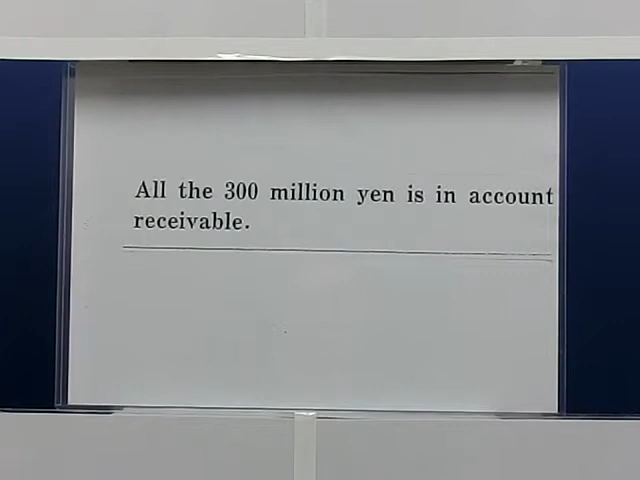 All the 300 million yen is in account
receivable.